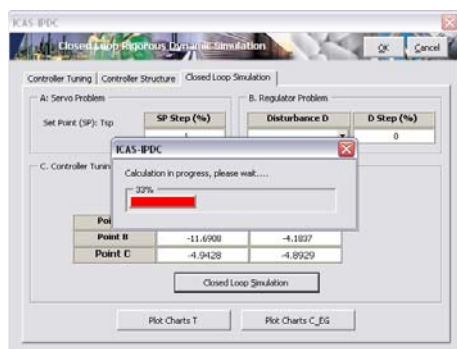 ICAS-IPDC
Closed Loop Rigorous Dynamic Simulation
OK
Cancel
Controller Tuning
Controller Structure
Closed Loop Simulation
A: Servo Problem
B. Regulator Problem
Set Point (SP): Tsp
SP Step (%)
Disturbance D
D Step (%)
0
ICAS-IPDC
Calculation in progress, please wait....
33%
C. Controller Tunin
Poi
Point B
-11.6908
-4.1837
Point C
-4.9428
-4.8929
Closed Loop Simulation
Plot Charts T
Plot Charts C_EG